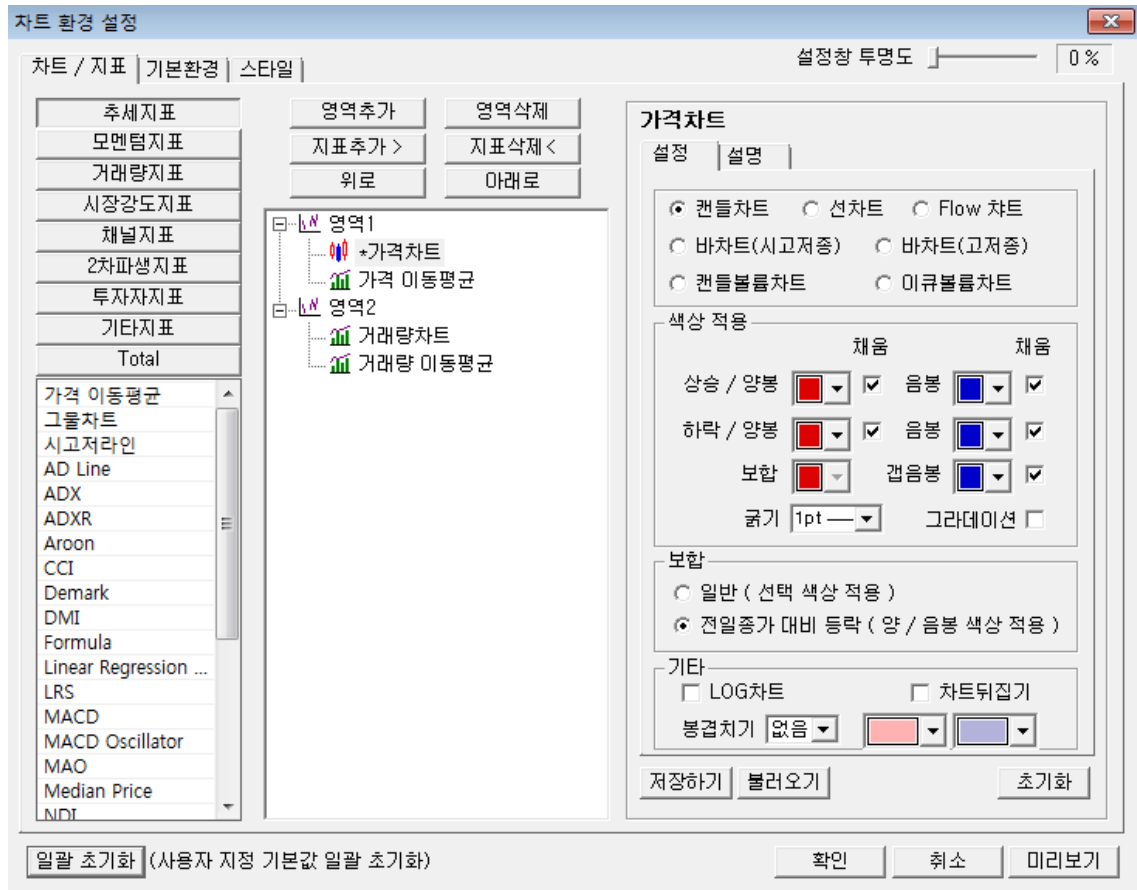 차트 환경 설정
설정창 투명도 0 %
차트 / 지표 기본환경 스타일
추세지표
모멘텀지표
거래량지표
시장강도지표
채널지표
2차파생지표
투자자지표
기타지표
Total
가격 이동평균
그물차트
시고저라인
AD Line
ADX
ADXR
Aroon
CCI
Demark
DMI
Formula
Linear Regression ...
LRS
MACD
MACD Oscillator
MAO
Median Price
NDI
영역추가 영역삭제
지표추가 > 지표삭제 <
위로 아래로
영역1
*가격차트
가격 이동평균
영역2
거래량차트
거래량 이동평균
가격차트
설정 설명
캔들차트 선차트 Flow 차트
바차트(시고저종) 바차트(고저종)
캔들볼륨차트 이큐볼륨차트
색상 적용
채움 채움
상승 / 양봉 음봉
하락 / 양봉 음봉
보합 갭음봉
굵기 1pt 그라데이션
보합
일반 ( 선택 색상 적용 )
전일종가 대비 등락 ( 양 / 음봉 색상 적용 )
기타
LOG차트 차트뒤집기
봉겹치기 없음
저장하기 불러오기 초기화
일괄 초기화 (사용자 지정 기본값 일괄 초기화)
확인 취소 미리보기